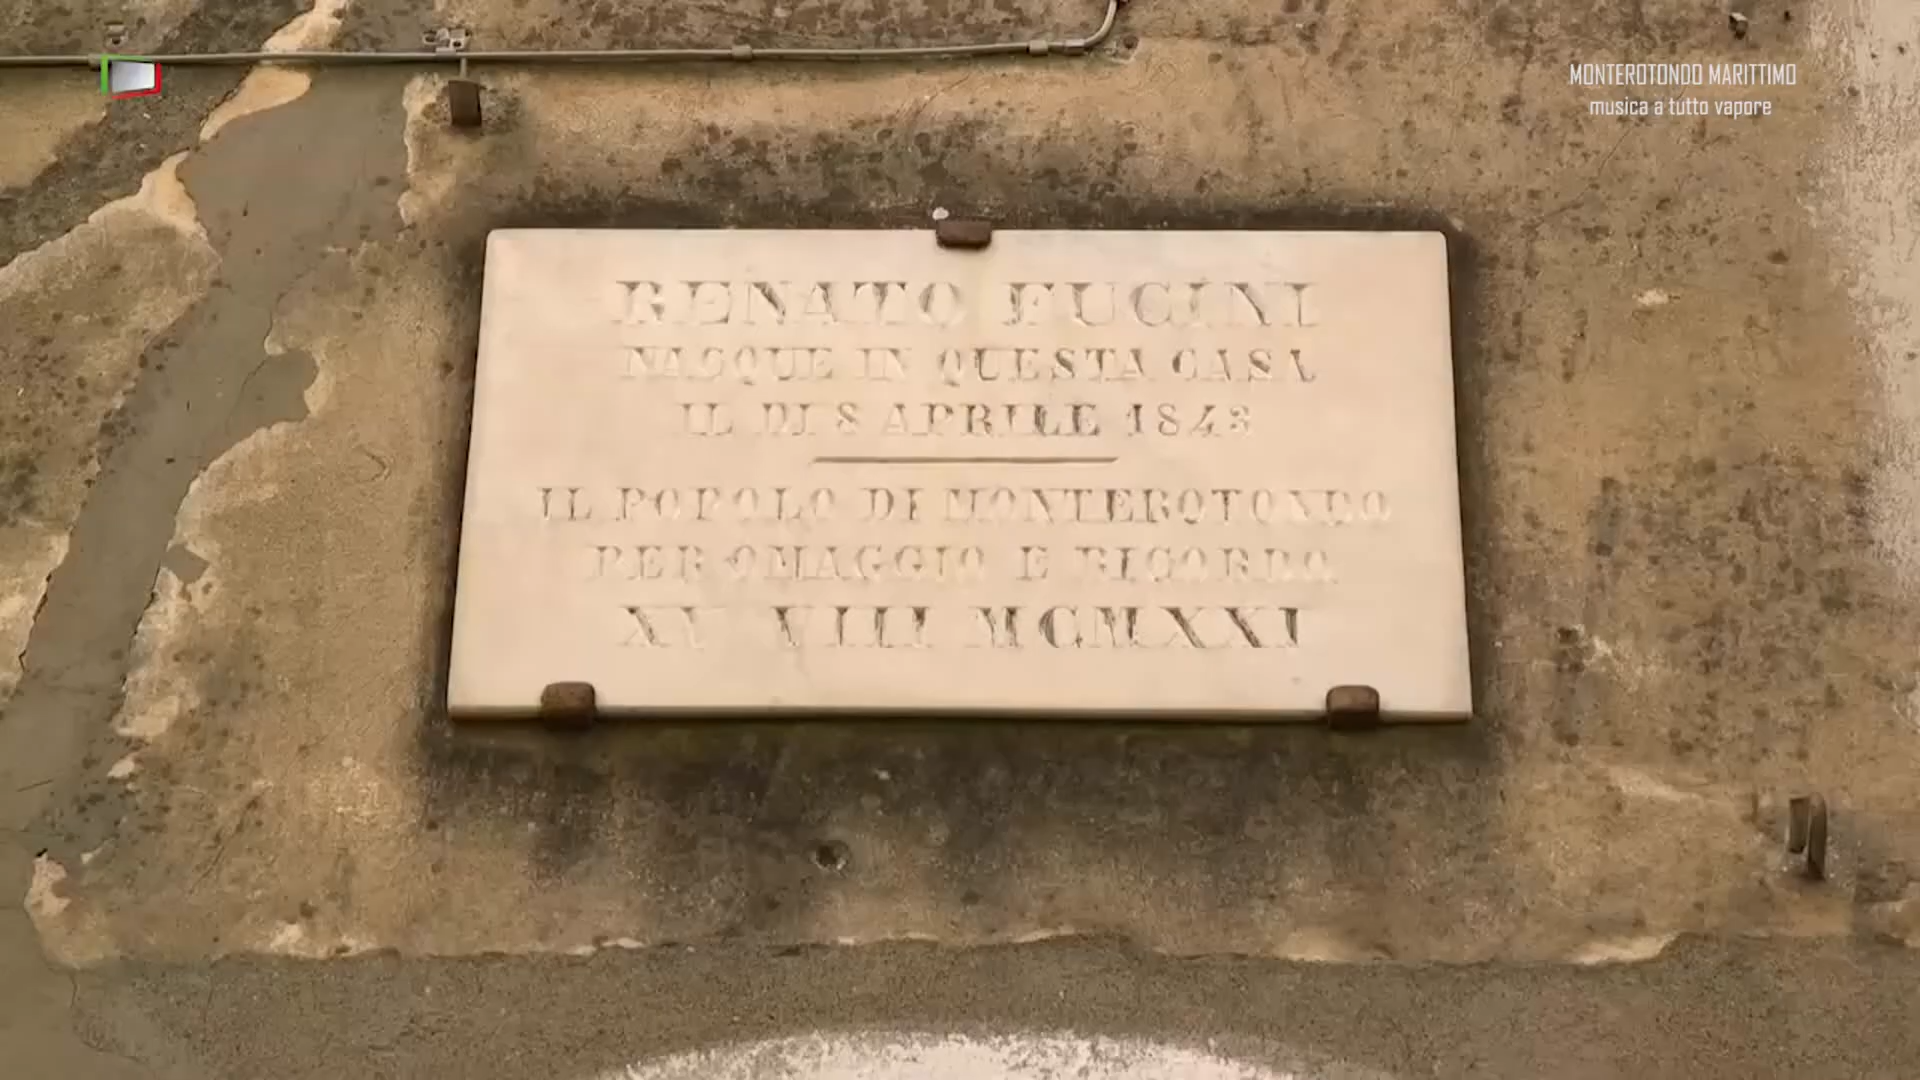 MONTEROTONDO MARITTIMO
musica a tutto vapore
RENATO FUCINI
NACQUE IN QUESTA CASA
IL DI 8 APRILE 1843
IL POPOLO DI MONTEROTONDO
PER OMAGGIO E RICORDO
XV VIII MCMXXI